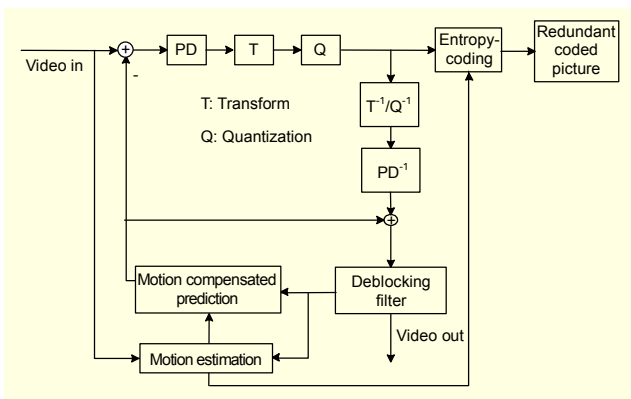 Video in
-
PD
T
Q
Entropy-
coding
Redundant
coded
picture
T: Transform
Q: Quantization
T⁻¹/Q⁻¹
PD⁻¹
Motion compensated
prediction
Deblocking
filter
Video out
Motion estimation